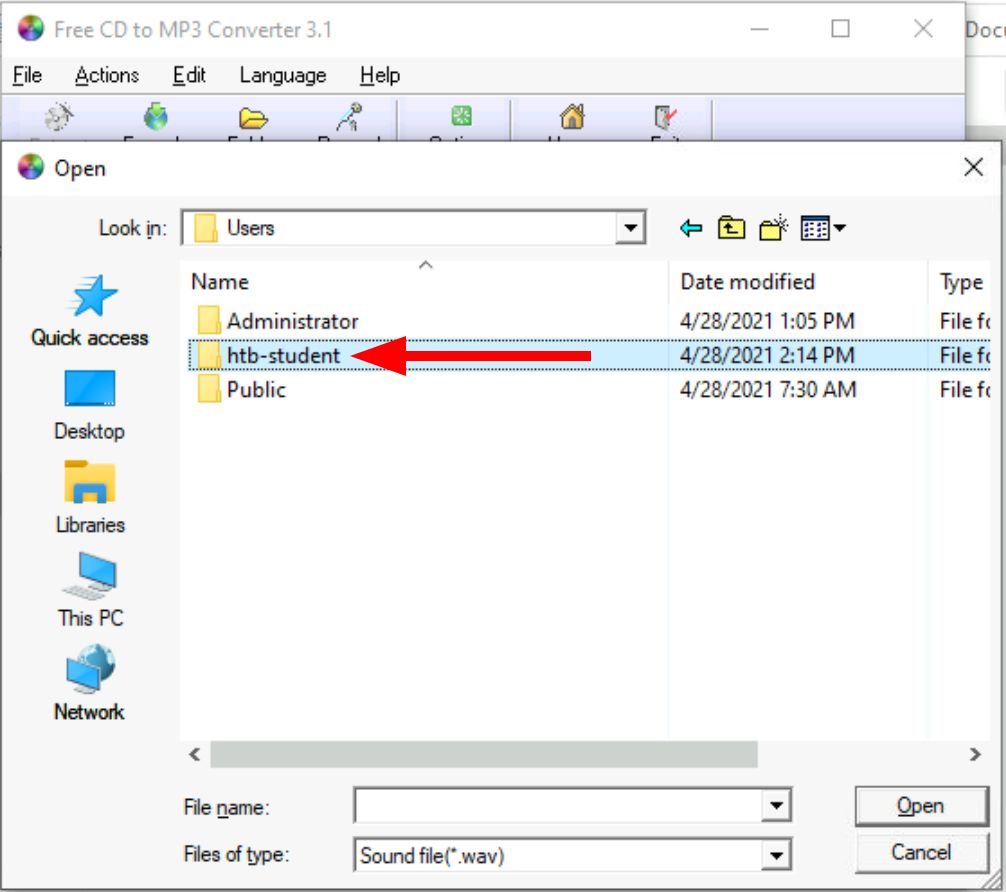 Free CD to MP3 Converter 3.1
Docu
File Actions Edit Language Help
Open
Look in: Users
Name Date modified Type
Administrator 4/28/2021 1:05 PM File fo
htb-student 4/28/2021 2:14 PM File fo
Public 4/28/2021 7:30 AM File fo
Quick access
Desktop
Libraries
This PC
Network
File name: Open
Files of type: Sound file(*.wav) Cancel